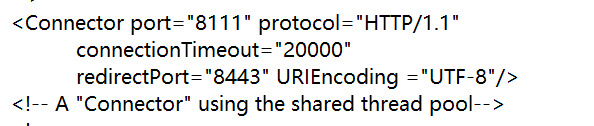 <Connector port="8111" protocol="HTTP/1.1"
connectionTimeout="20000"
redirectPort="8443" URIEncoding ="UTF-8"/>
<!-- A "Connector" using the shared thread pool-->